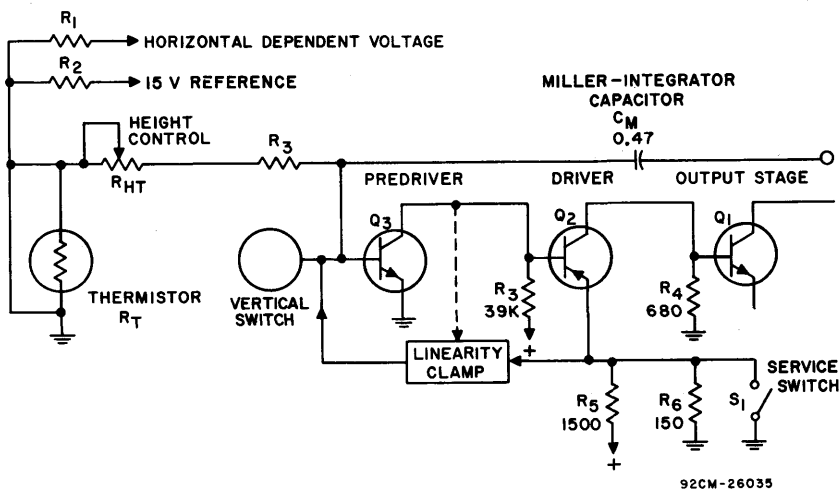 R1
HORIZONTAL DEPENDENT VOLTAGE
R2
15 V REFERENCE
MILLER-INTEGRATOR
CAPACITOR
CM
0.47
HEIGHT
CONTROL
RHT
R3
PREDRIVER
DRIVER
OUTPUT STAGE
Q3
Q2
Q1
THERMISTOR
RT
VERTICAL
SWITCH
R3
39K
+
R4
680
LINEARITY
CLAMP
SERVICE
SWITCH
S1
R5
1500
+
R6
150
92CM-26035